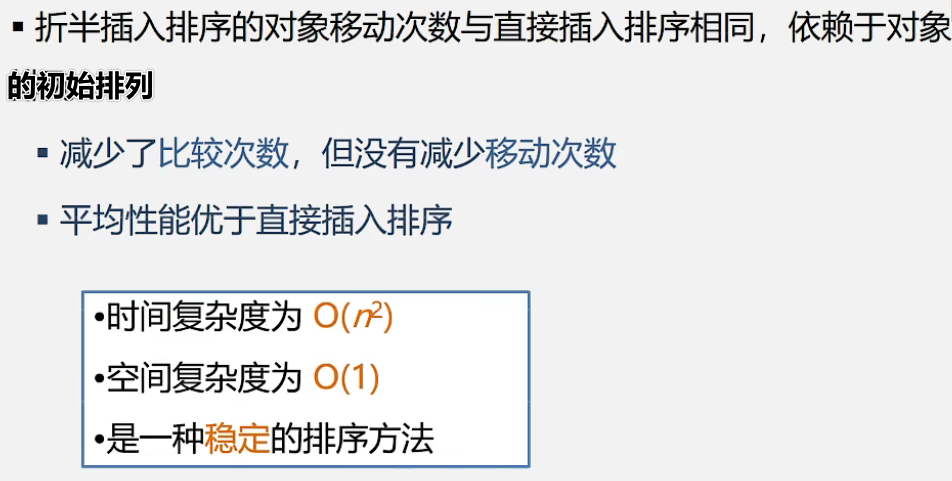 ▪ 折半插入排序的对象移动次数与直接插入排序相同，依赖于对象
的初始排列
▪ 减少了比较次数，但没有减少移动次数
▪ 平均性能优于直接插入排序
•时间复杂度为 O(n²)
•空间复杂度为 O(1)
•是一种稳定的排序方法